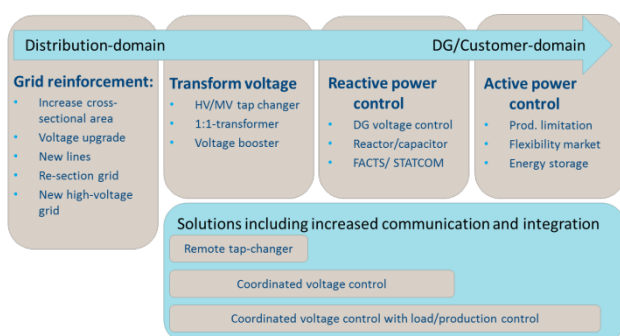 Distribution-domain
DG/Customer-domain
Grid reinforcement:
• Increase cross-
sectional area
• Voltage upgrade
• New lines
• Re-section grid
• New high-voltage
grid
Transform voltage
• HV/MV tap changer
• 1:1-transformer
• Voltage booster
Reactive power
control
• DG voltage control
• Reactor/capacitor
• FACTS/ STATCOM
Active power
control
• Prod. limitation
• Flexibility market
• Energy storage
Solutions including increased communication and integration
Remote tap-changer
Coordinated voltage control
Coordinated voltage control with load/production control